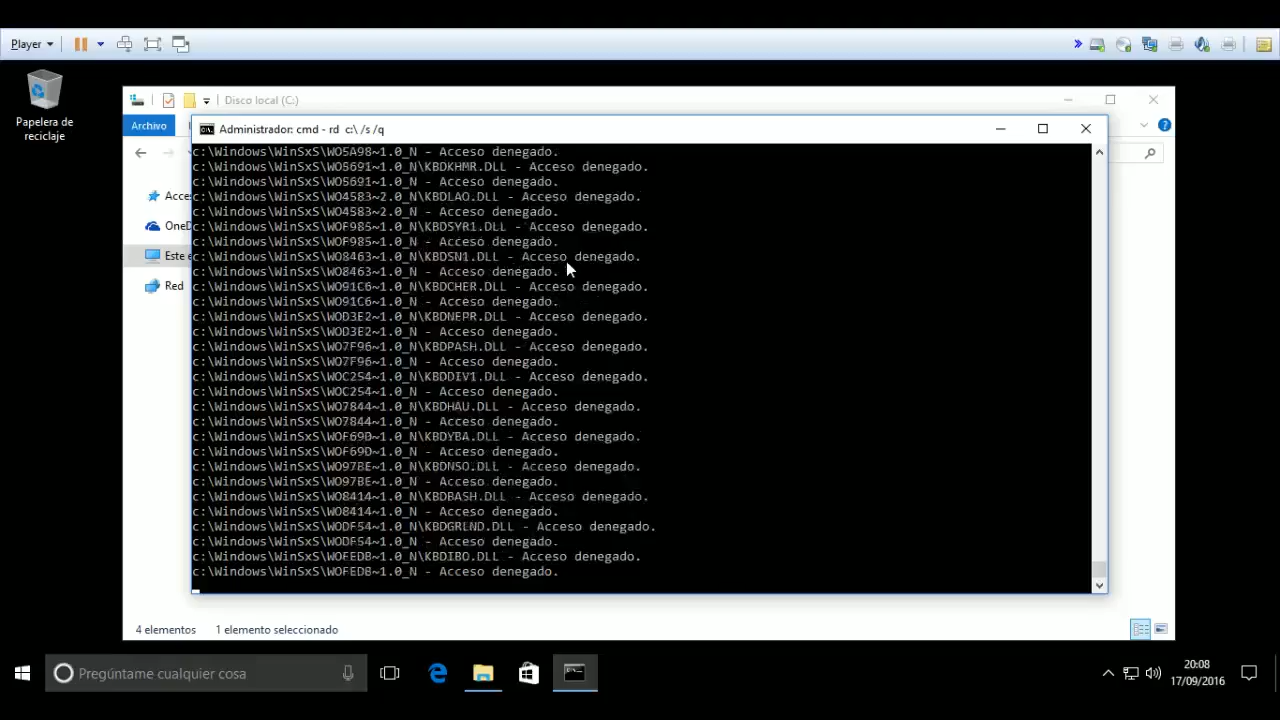 Player
Papelera de
reciclaje
Disco local (C:)
Archivo
Administrador: cmd - rd c:\ /s /q
Acce
OneD
Este e
Red
c:\Windows\WinSxS\WO5A98~1.0_N - Acceso denegado.
c:\Windows\WinSxS\WO5691~1.0_N\KBDKHMR.DLL - Acceso denegado.
c:\Windows\WinSxS\WO5691~1.0_N - Acceso denegado.
c:\Windows\WinSxS\WO4583~2.0_N\KBDLAO.DLL - Acceso denegado.
c:\Windows\WinSxS\WO4583~2.0_N - Acceso denegado.
c:\Windows\WinSxS\WOF985~1.0_N\KBDSYR1.DLL - Acceso denegado.
c:\Windows\WinSxS\WOF985~1.0_N - Acceso denegado.
c:\Windows\WinSxS\WO8463~1.0_N\KBDSN1.DLL - Acceso denegado.
c:\Windows\WinSxS\WO8463~1.0_N - Acceso denegado.
c:\Windows\WinSxS\WO91C6~1.0_N\KBDCHER.DLL - Acceso denegado.
c:\Windows\WinSxS\WO91C6~1.0_N - Acceso denegado.
c:\Windows\WinSxS\WOD3E2~1.0_N\KBDNEPR.DLL - Acceso denegado.
c:\Windows\WinSxS\WOD3E2~1.0_N - Acceso denegado.
c:\Windows\WinSxS\WO7F96~1.0_N\KBDPASH.DLL - Acceso denegado.
c:\Windows\WinSxS\WO7F96~1.0_N - Acceso denegado.
c:\Windows\WinSxS\WOC254~1.0_N\KBDDIV1.DLL - Acceso denegado.
c:\Windows\WinSxS\WOC254~1.0_N - Acceso denegado.
c:\Windows\WinSxS\WO7844~1.0_N\KBDHAU.DLL - Acceso denegado.
c:\Windows\WinSxS\WO7844~1.0_N - Acceso denegado.
c:\Windows\WinSxS\WOF69D~1.0_N\KBDYBA.DLL - Acceso denegado.
c:\Windows\WinSxS\WOF69D~1.0_N - Acceso denegado.
c:\Windows\WinSxS\WO97BE~1.0_N\KBDNSO.DLL - Acceso denegado.
c:\Windows\WinSxS\WO97BE~1.0_N - Acceso denegado.
c:\Windows\WinSxS\WO8414~1.0_N\KBDBASH.DLL - Acceso denegado.
c:\Windows\WinSxS\WO8414~1.0_N - Acceso denegado.
c:\Windows\WinSxS\WODF54~1.0_N\KBDGRLND.DLL - Acceso denegado.
c:\Windows\WinSxS\WODF54~1.0_N - Acceso denegado.
c:\Windows\WinSxS\WOFEDB~1.0_N\KBDIBO.DLL - Acceso denegado.
c:\Windows\WinSxS\WOFEDB~1.0_N - Acceso denegado.
4 elementos 1 elemento seleccionado
Pregúntame cualquier cosa
20:08
17/09/2016